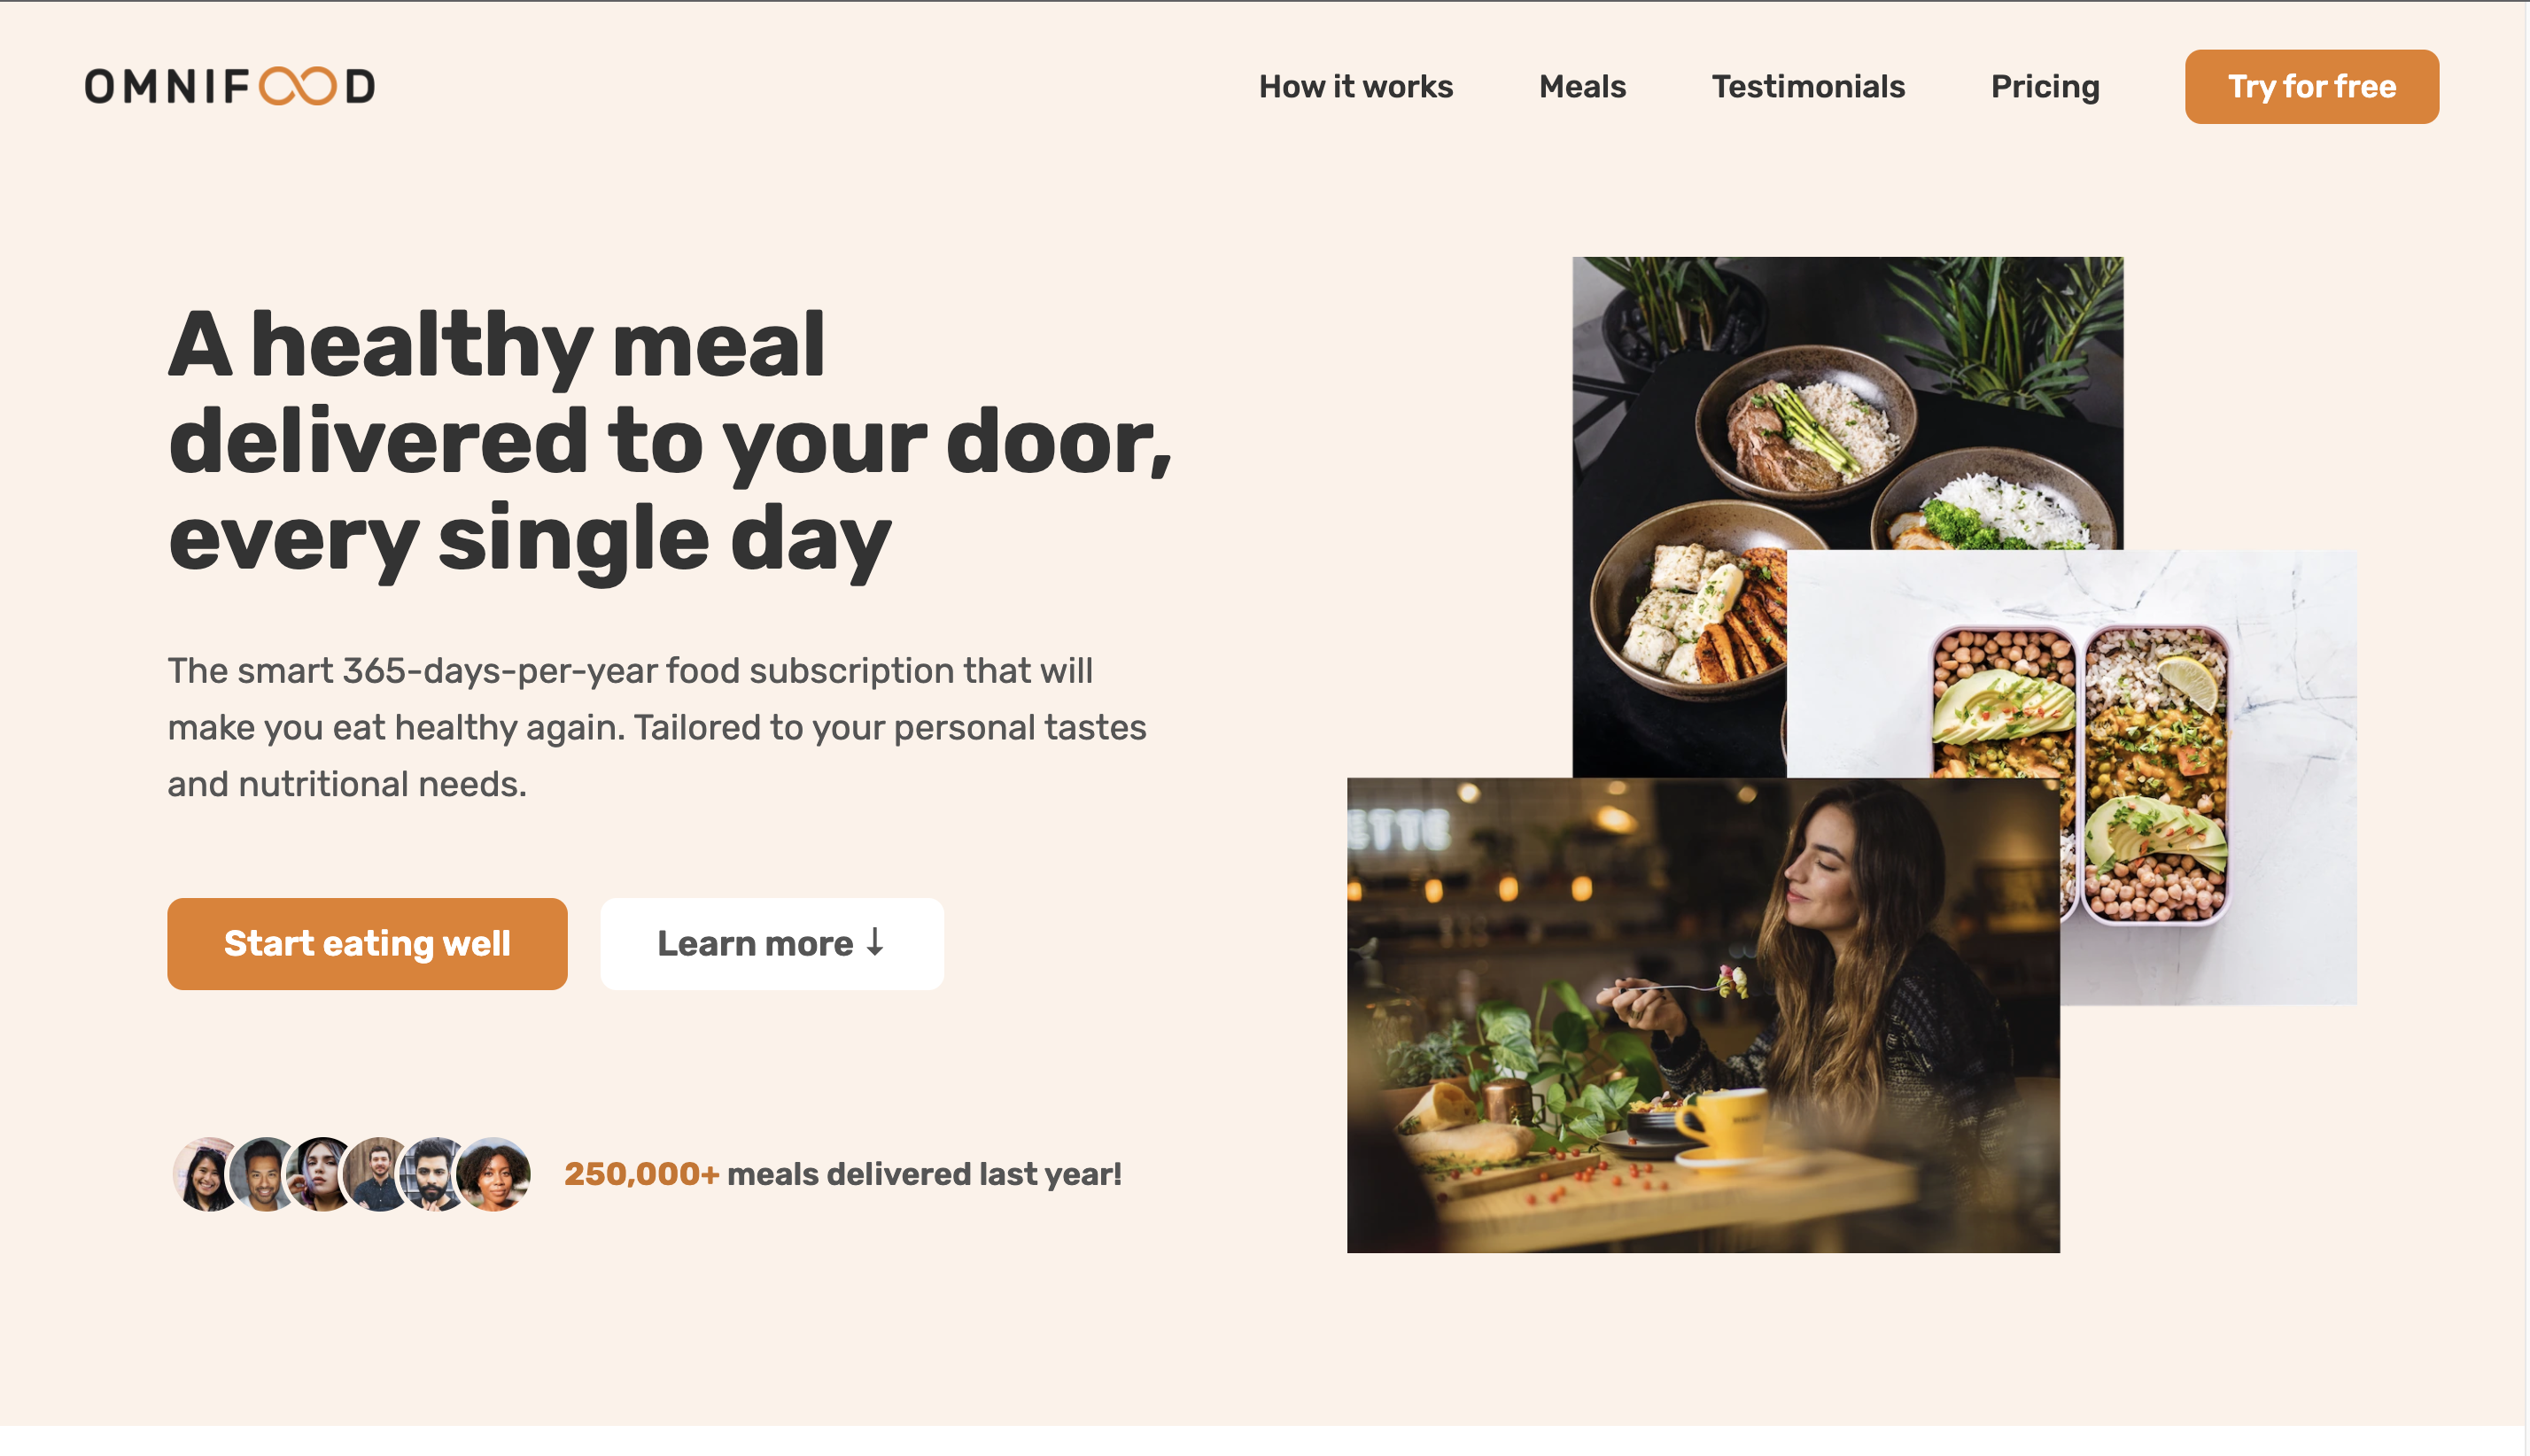 OMNIFOOD
How it works
Meals
Testimonials
Pricing
Try for free
A healthy meal
delivered to your door,
every single day
The smart 365-days-per-year food subscription that will
make you eat healthy again. Tailored to your personal tastes
and nutritional needs.
Start eating well
Learn more ↓
250,000+ meals delivered last year!
ETTE